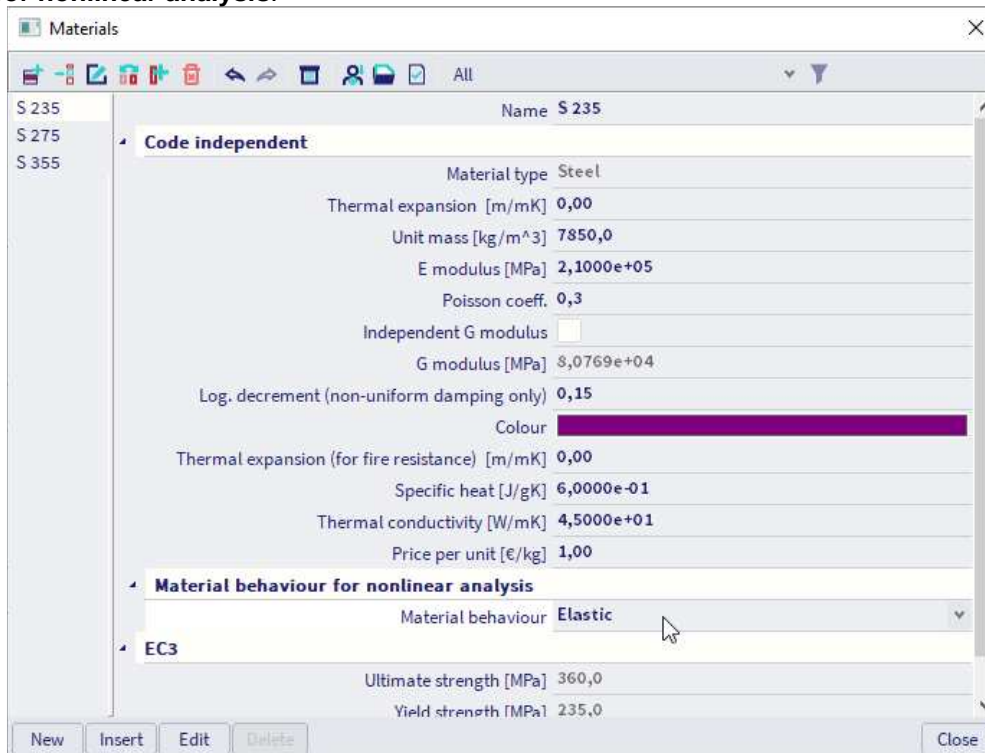 of nonlinear analysis.
Materials
All
S 235
S 275
S 355
Name S 235
Code independent
Material type Steel
Thermal expansion [m/mK] 0,00
Unit mass [kg/m^3] 7850,0
E modulus [MPa] 2,1000e+05
Poisson coeff. 0,3
Independent G modulus
G modulus [MPa] 8,0769e+04
Log. decrement (non-uniform damping only) 0,15
Colour
Thermal expansion (for fire resistance) [m/mK] 0,00
Specific heat [J/gK] 6,0000e-01
Thermal conductivity [W/mK] 4,5000e+01
Price per unit [€/kg] 1,00
Material behaviour for nonlinear analysis
Material behaviour Elastic
EC3
Ultimate strength [MPa] 360,0
Yield strength [MPa] 235,0
New Insert Edit Delete Close